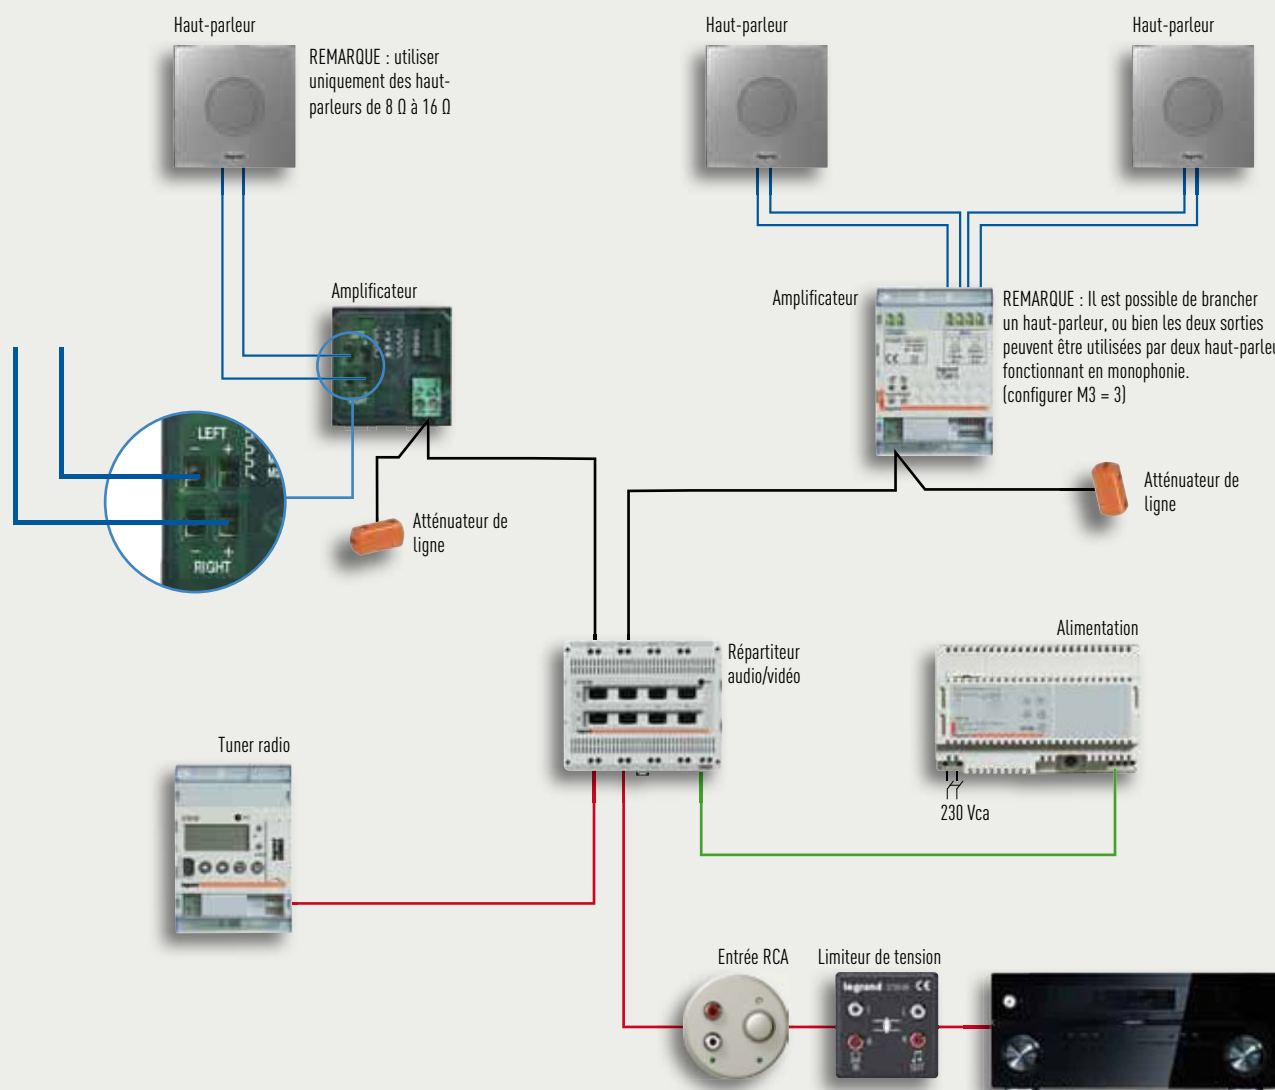 Haut-parleur
Haut-parleur
Haut-parleur
REMARQUE : utiliser
uniquement des haut-
parleurs de 8 Ω à 16 Ω
legrand
Amplificateur
Amplificateur
REMARQUE : Il est possible de brancher
un haut-parleur, ou bien les deux sorties
peuvent être utilisées par deux haut-parleu
fonctionnant en monophonie.
(configurer M3 = 3)
LEFT
- +
- +
RIGHT
Atténuateur de
ligne
Atténuateur de
ligne
Répartiteur
audio/vidéo
Alimentation
230 Vca
Tuner radio
Entrée RCA
Limiteur de tension
legrand
CE